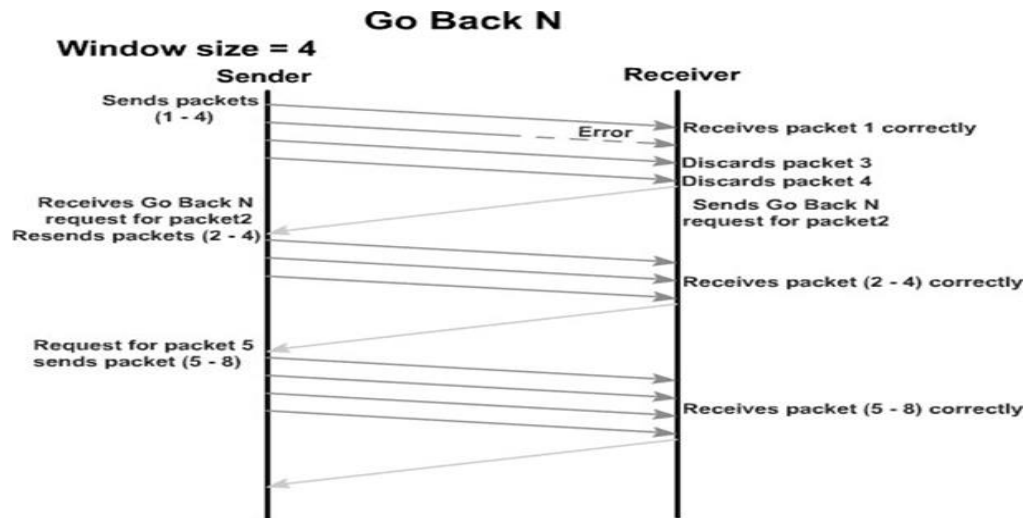 Go Back N
Window size = 4
Sender
Receiver
Sends packets
(1 - 4)
Error
Receives packet 1 correctly
Discards packet 3
Discards packet 4
Receives Go Back N
request for packet2
Resends packets (2 - 4)
Sends Go Back N
request for packet2
Receives packet (2 - 4) correctly
Request for packet 5
sends packet (5 - 8)
Receives packet (5 - 8) correctly